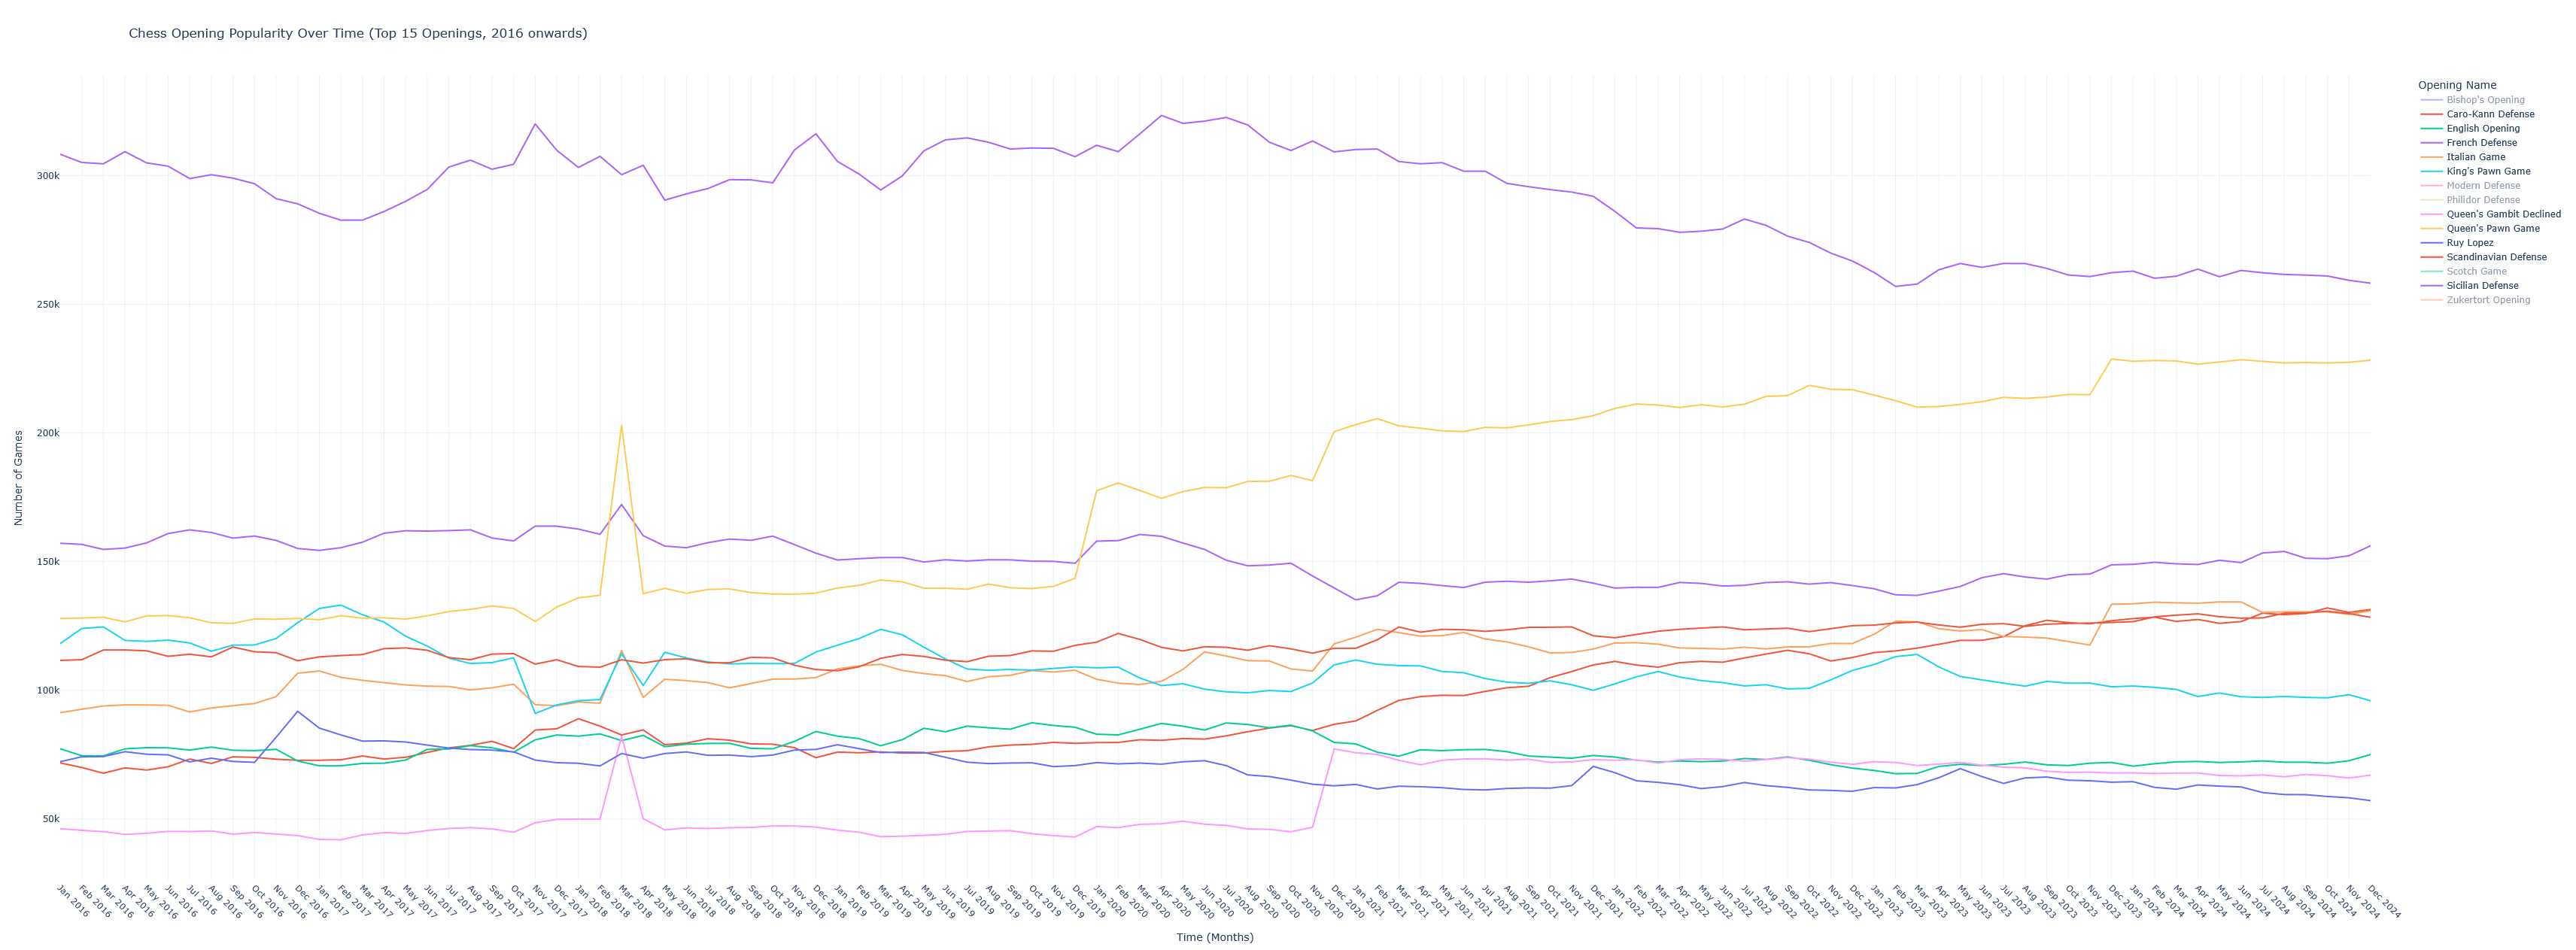 Chess Opening Popularity Over Time (Top 15 Openings, 2016 onwards)
Opening Name
Bishop's Opening
Caro-Kann Defense
English Opening
French Defense
Italian Game
King's Pawn Game
Modern Defense
Philidor Defense
Queen's Gambit Declined
Queen's Pawn Game
Ruy Lopez
Scandinavian Defense
Scotch Game
Sicilian Defense
Zukertort Opening
Number of Games
300k
250k
200k
150k
100k
50k
Jan 2016
Feb 2016
Mar 2016
Apr 2016
May 2016
Jun 2016
Jul 2016
Aug 2016
Sep 2016
Oct 2016
Nov 2016
Dec 2016
Jan 2017
Feb 2017
Mar 2017
Apr 2017
May 2017
Jun 2017
Jul 2017
Aug 2017
Sep 2017
Oct 2017
Nov 2017
Dec 2017
Jan 2018
Feb 2018
Mar 2018
Apr 2018
May 2018
Jun 2018
Jul 2018
Aug 2018
Sep 2018
Oct 2018
Nov 2018
Dec 2018
Jan 2019
Feb 2019
Mar 2019
Apr 2019
May 2019
Jun 2019
Jul 2019
Aug 2019
Sep 2019
Oct 2019
Nov 2019
Dec 2019
Jan 2020
Feb 2020
Mar 2020
Apr 2020
May 2020
Jun 2020
Jul 2020
Aug 2020
Sep 2020
Oct 2020
Nov 2020
Dec 2020
Jan 2021
Feb 2021
Mar 2021
Apr 2021
May 2021
Jun 2021
Jul 2021
Aug 2021
Sep 2021
Oct 2021
Nov 2021
Dec 2021
Jan 2022
Feb 2022
Mar 2022
Apr 2022
May 2022
Jun 2022
Jul 2022
Aug 2022
Sep 2022
Oct 2022
Nov 2022
Dec 2022
Jan 2023
Feb 2023
Mar 2023
Apr 2023
May 2023
Jun 2023
Jul 2023
Aug 2023
Sep 2023
Oct 2023
Nov 2023
Dec 2023
Jan 2024
Feb 2024
Mar 2024
Apr 2024
May 2024
Jun 2024
Jul 2024
Aug 2024
Sep 2024
Oct 2024
Nov 2024
Dec 2024
Time (Months)